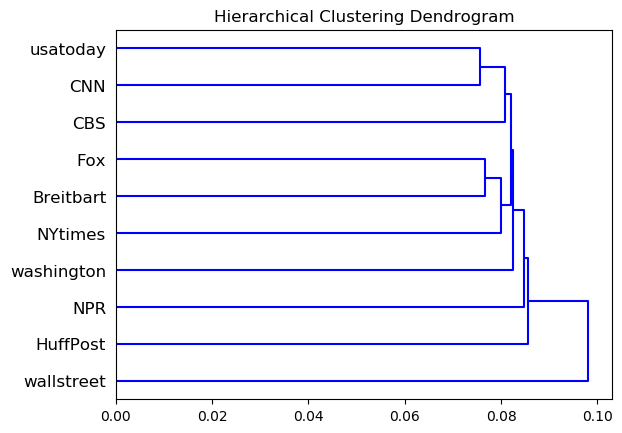 Hierarchical Clustering Dendrogram
usatoday
CNN
CBS
Fox
Breitbart
NYtimes
washington
NPR
HuffPost
wallstreet
0.00 0.02 0.04 0.06 0.08 0.10